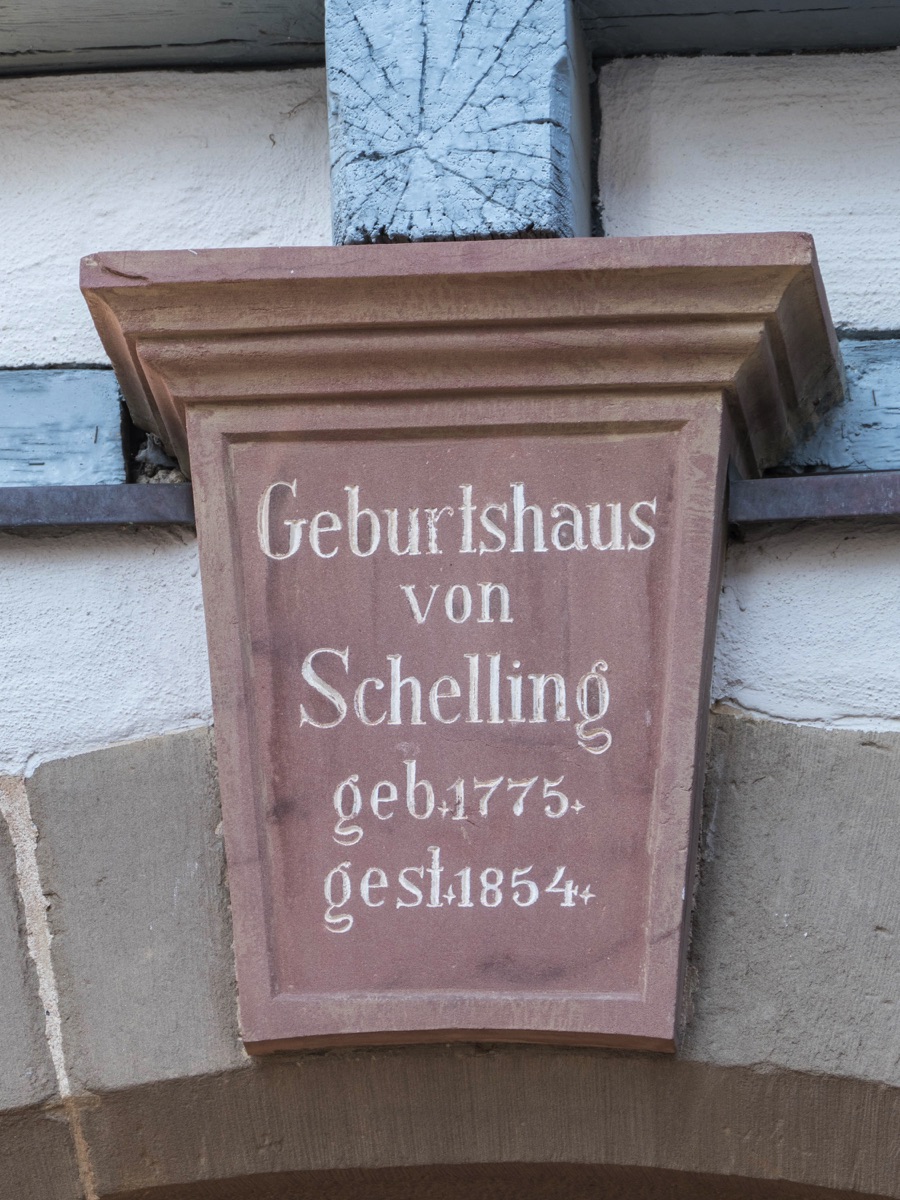 Geburtshaus
von
Schelling
geb.1775.
gest.1854.